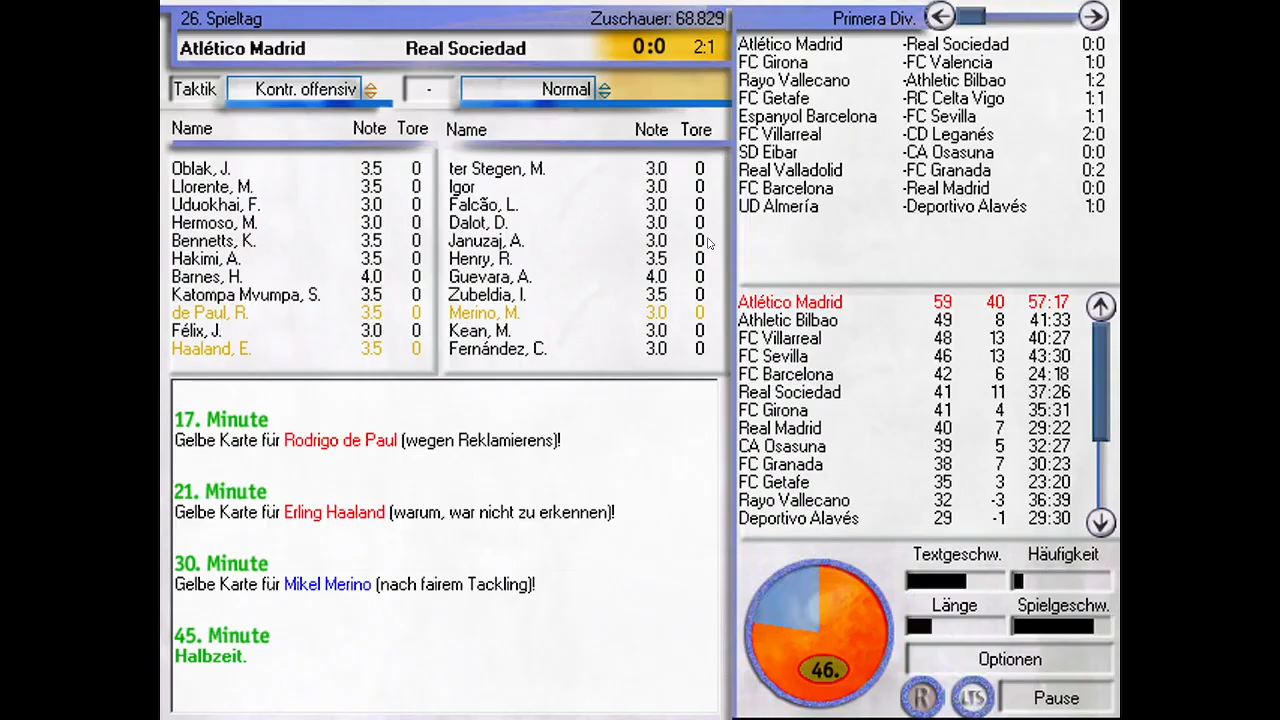 26. Spieltag Zuschauer: 68.829
Atlético Madrid Real Sociedad 0:0 2:1
Taktik Kontr. offensiv - Normal
Name Note Tore Name Note Tore
Oblak, J. 3.5 0 ter Stegen, M. 3.0 0
Llorente, M. 3.5 0 Igor 3.0 0
Uduokhai, F. 3.5 0 Falcão, L. 3.0 0
Hermoso, M. 3.0 0 Dalot, D. 3.0 0
Bennetts, K. 3.5 0 Januzaj, A. 3.0 0
Hakimi, A. 3.5 0 Henry, R. 3.5 0
Barnes, H. 4.0 0 Guevara, A. 4.0 0
Katompa Mvumpa, S. 3.5 0 Zubeldia, I. 3.5 0
de Paul, R. 3.5 0 Merino, M. 3.0 0
Félix, J. 3.0 0 Kean, M. 3.0 0
Haaland, E. 3.5 0 Fernández, C. 3.0 0
17. Minute
Gelbe Karte für Rodrigo de Paul (wegen Reklamierens)!
21. Minute
Gelbe Karte für Erling Haaland (warum, war nicht zu erkennen)!
30. Minute
Gelbe Karte für Mikel Merino (nach fairem Tackling)!
45. Minute
Halbzeit.
Primera Div.
Atlético Madrid -Real Sociedad 0:0
FC Girona -FC Valencia 1:0
Rayo Vallecano -Athletic Bilbao 1:2
FC Getafe -RC Celta Vigo 1:1
Espanyol Barcelona -FC Sevilla 1:1
FC Villarreal -CD Leganés 2:0
SD Eibar -CA Osasuna 0:0
Real Valladolid -FC Granada 0:2
FC Barcelona -Real Madrid 0:0
UD Almería -Deportivo Alavés 1:0
Atlético Madrid 59 40 57:17
Athletic Bilbao 49 8 41:33
FC Villarreal 48 13 40:27
FC Sevilla 46 13 43:30
FC Barcelona 42 6 24:18
Real Sociedad 41 11 37:26
FC Girona 41 4 35:31
Real Madrid 40 7 29:22
CA Osasuna 39 5 32:27
FC Granada 38 7 30:23
FC Getafe 35 3 23:20
Rayo Vallecano 32 -3 36:39
Deportivo Alavés 29 -1 29:30
Textgeschw. Häufigkeit
Länge Spielgeschw.
46.
Optionen
R LTS Pause